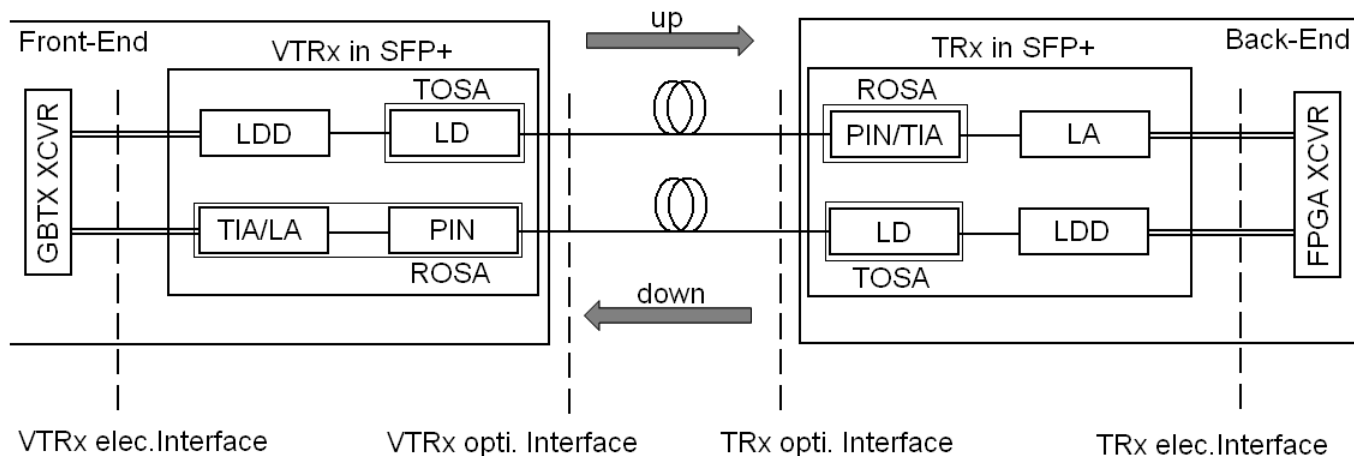 up
Front-End
Back-End
VTRx in SFP+
TRx in SFP+
TOSA
ROSA
GBTX XCVR
LDD
LD
PIN/TIA
LA
FPGA XCVR
TIA/LA
PIN
LD
LDD
ROSA
TOSA
down
VTRx elec.Interface
VTRx opti. Interface
TRx opti. Interface
TRx elec.Interface